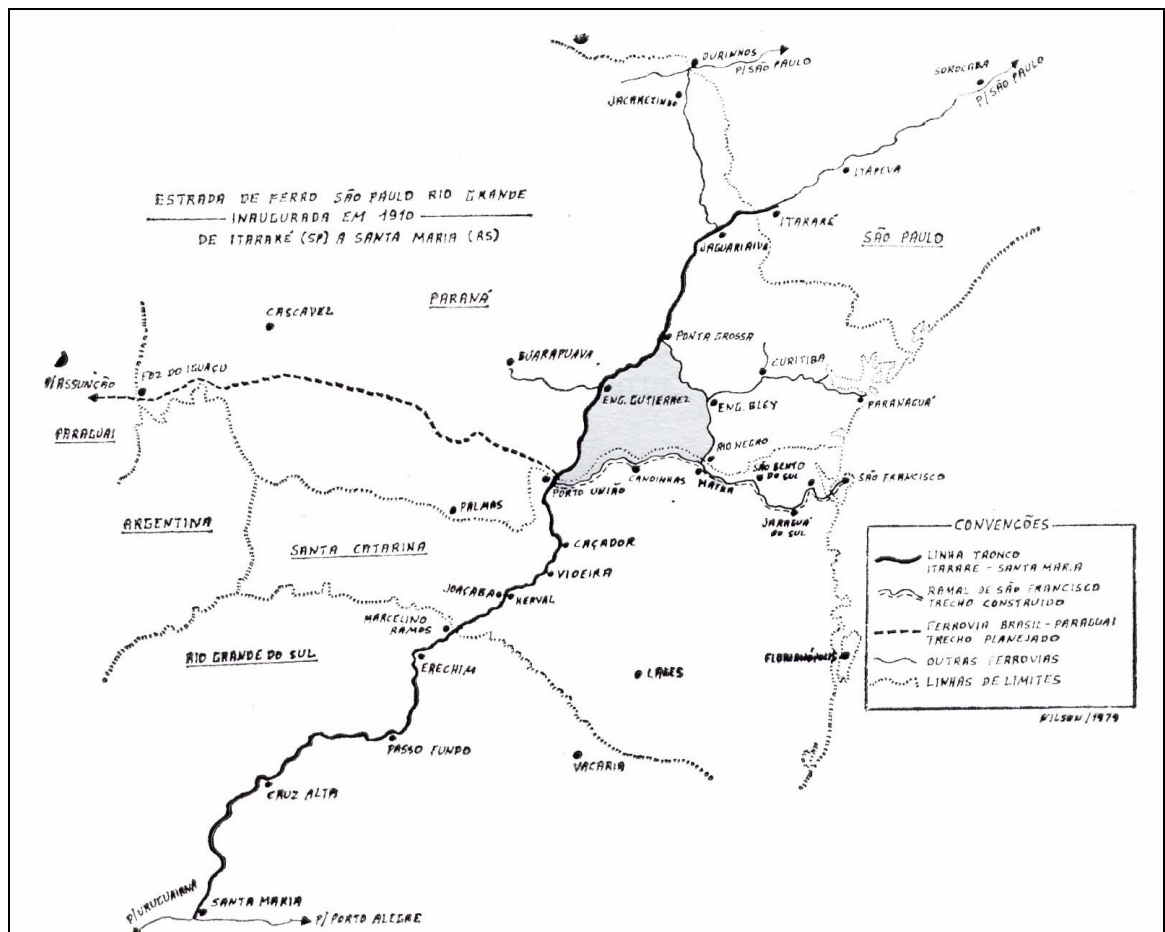 OURINHOS
P/SÃO PAULO
SOROCABA
P/SÃO PAULO
JACAREZINHO
ITAPEVA
ESTRADA DE FERRO SÃO PAULO RIO GRANDE
INAUGURADA EM 1910
DE ITARARÉ (SP) A SANTA MARIA (RS)
ITARARÉ
JAGUARIAIVA
SÃO PAULO
PARANÁ
CASCAVEL
PONTA GROSSA
GUARAPUAVA
CURITIBA
FOZ DO IGUAÇU
P/ASSUNÇÃO
ENG. GUTIERREZ
ENG. BLEY
PARANAGUÁ
PARAGUAI
RIO NEGRO
SÃO BENTO
DO SUL
SÃO FRANCISCO
PORTO UNIÃO
CANOINHAS
MAFRA
PALMAS
JARAGUÁ
DO SUL
ARGENTINA
SANTA CATARINA
CAÇADOR
VIDEIRA
JOAÇABA
HERVAL
MARCELINO
RAMOS
RIO GRANDE DO SUL
ERECHIM
LAGES
FLORIANÓPOLIS
CONVENÇÕES
LINHA TRONCO
ITARARE - SANTA MARIA
RAMAL DE SÃO FRANCISCO
TRECHO CONSTRUIDO
FERROVIA BRASIL-PARAGUAI
TRECHO PLANEJADO
OUTRAS FERROVIAS
LINHAS DE LIMITES
NILSON/1979
PASSO FUNDO
VACARIA
CRUZ ALTA
SANTA MARIA
P/URUGUAIANA
P/PORTO ALEGRE